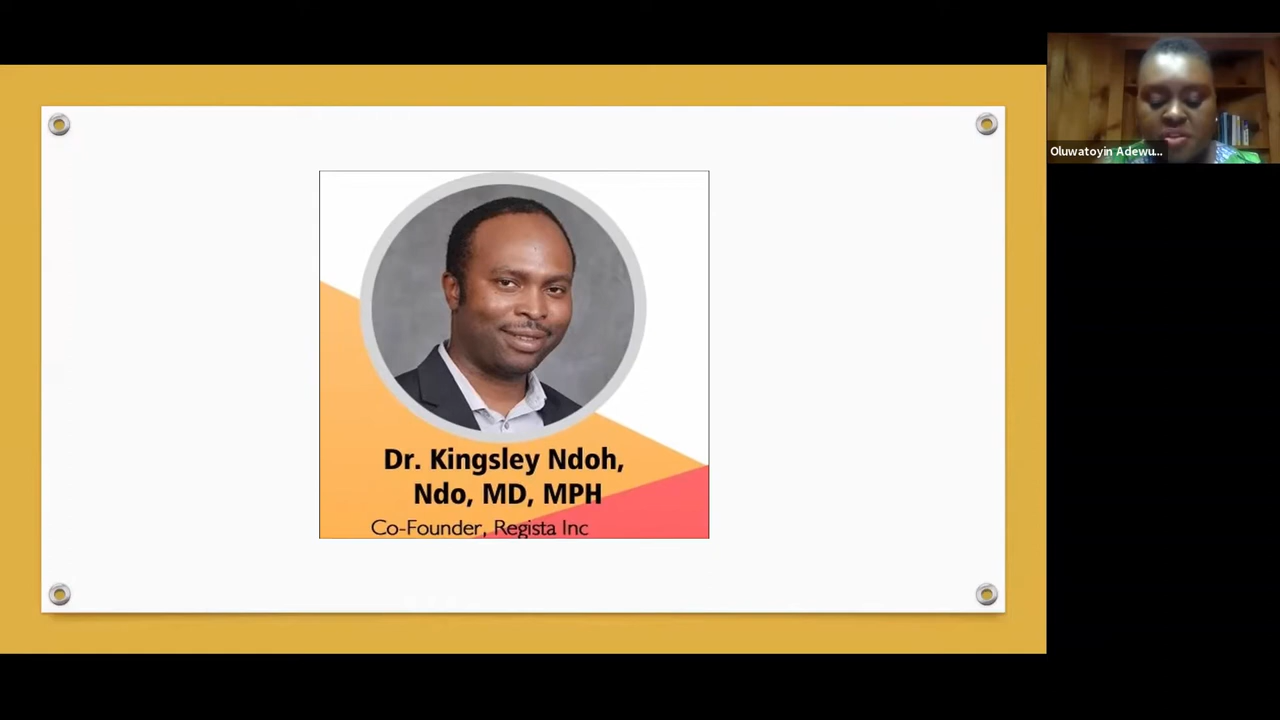 Dr. Kingsley Ndoh,
Ndo, MD, MPH
Co-Founder, Regista Inc
Oluwatoyin Adewu...